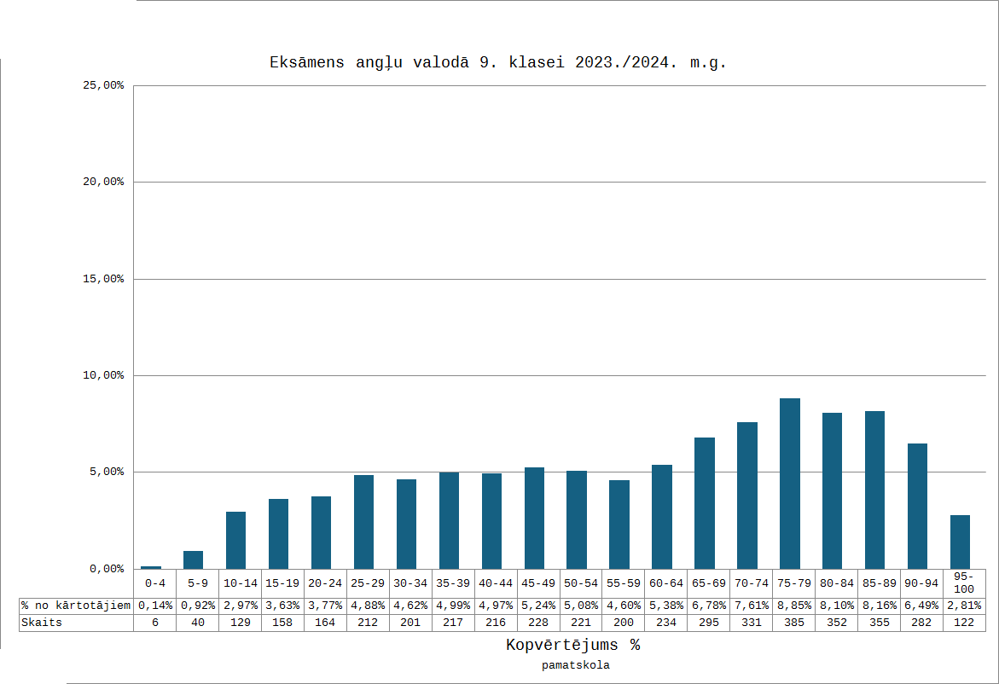 Eksāmens angļu valodā 9. klasei 2023./2024. m.g.
25,00%
20,00%
15,00%
10,00%
5,00%
0,00%
0-4 5-9 10-14 15-19 20-24 25-29 30-34 35-39 40-44 45-49 50-54 55-59 60-64 65-69 70-74 75-79 80-84 85-89 90-94 95-
100
% no kārtotājiem 0,14% 0,92% 2,97% 3,63% 3,77% 4,88% 4,62% 4,99% 4,97% 5,24% 5,08% 4,60% 5,38% 6,78% 7,61% 8,85% 8,10% 8,16% 6,49% 2,81%
Skaits 6 40 129 158 164 212 201 217 216 228 221 200 234 295 331 385 352 355 282 122
Kopvērtējums %
pamatskola